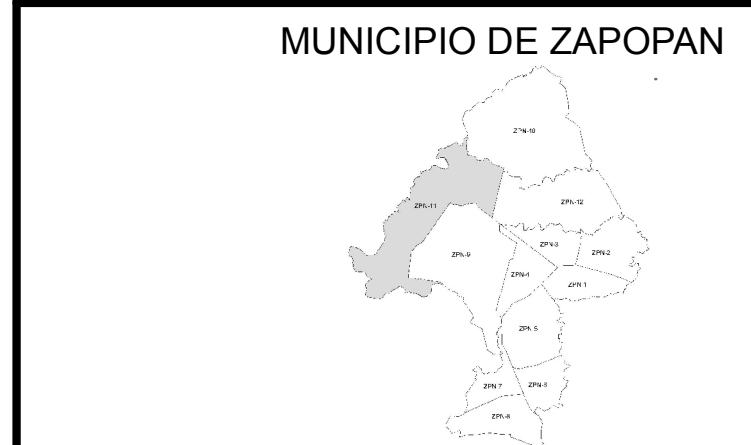 MUNICIPIO DE ZAPOPAN
ZPN-10
ZPN-11
ZPN-12
ZPN-3
ZPN-2
ZPN-9
ZPN-4
ZPN 1
ZPN 5
ZPN 7
ZPN-8
ZPN-6